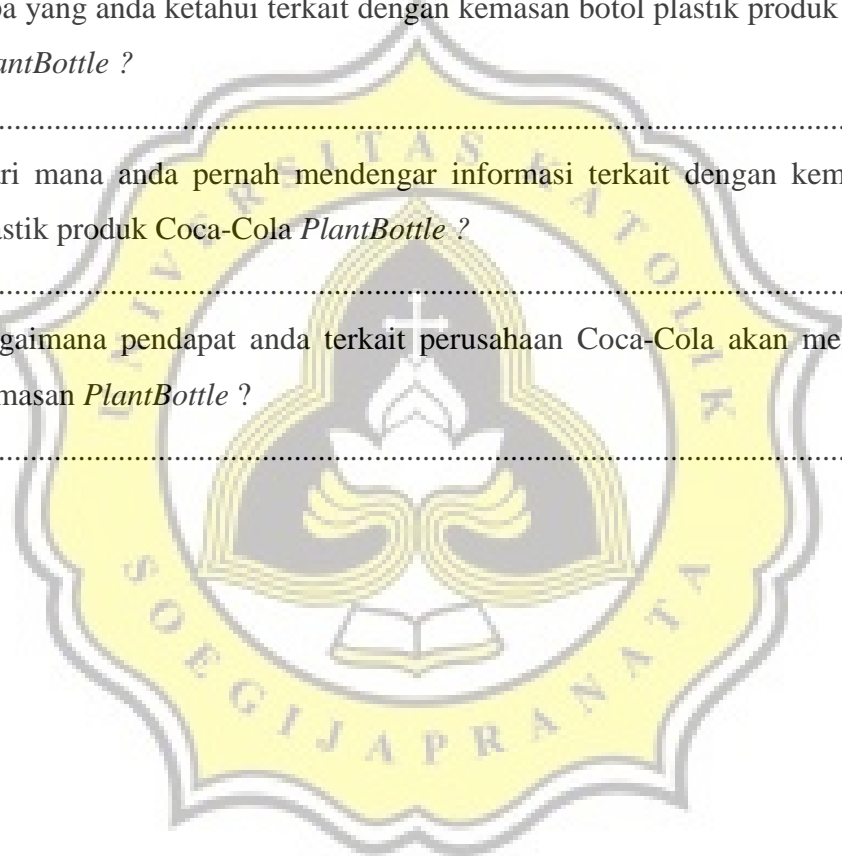 pa yang anda ketahui terkait dengan kemasan botol plastik produk
antBottle ?
ri mana anda pernah mendengar informasi terkait dengan kem
astik produk Coca-Cola PlantBottle ?
gaimana pendapat anda terkait perusahaan Coca-Cola akan me
masan PlantBottle ?
UNIVERSITAS KATOLIK
SOEGIJAPRANATA